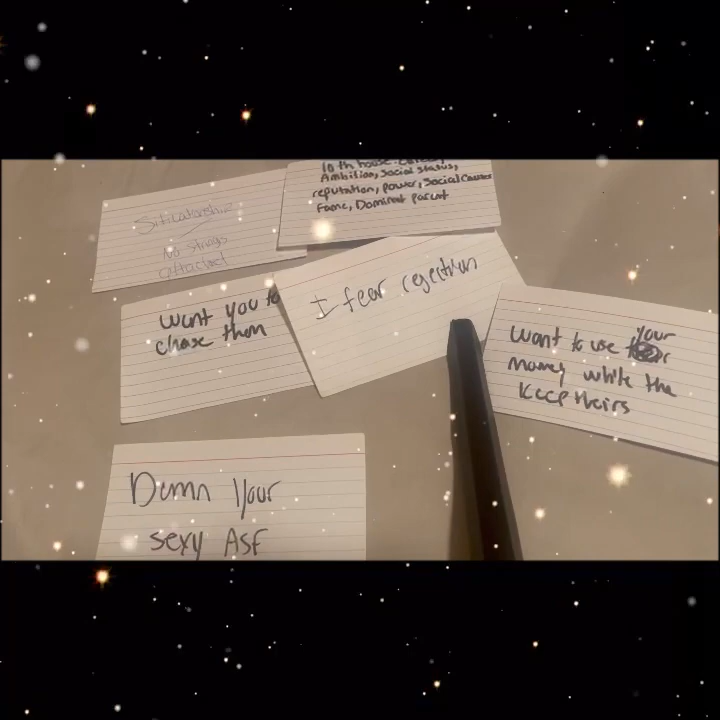 Situationship
No strings
attached
10th house: Career,
Ambition, Social Status,
reputation, power, Social Causes
Fame, Dominent parent
Want you to
chase them
I fear rejection
Want to use your
money while the
keep theirs
Damn Your
sexy Asf